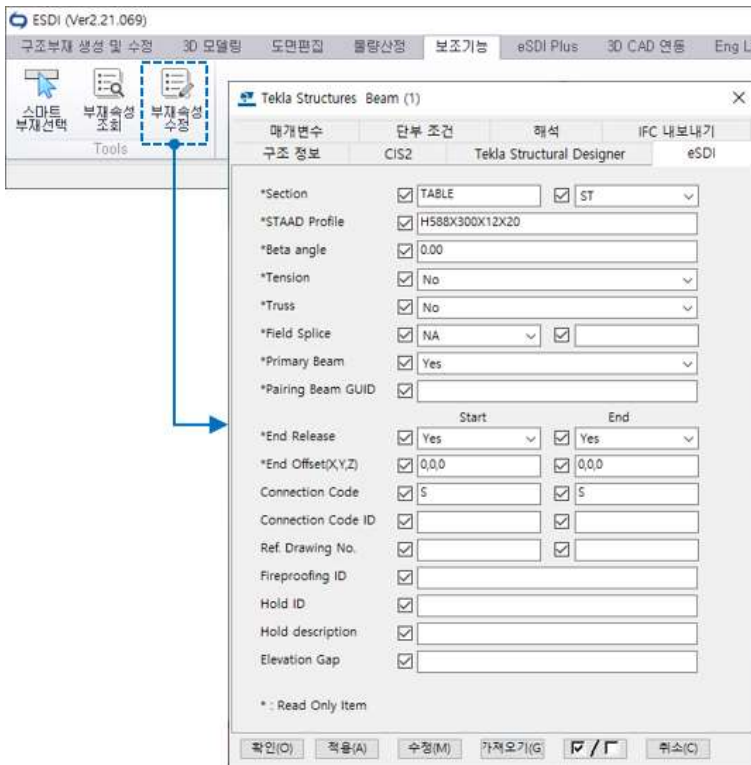 ESDI (Ver2.21.069)
구조부재 생성 및 수정 3D 모델링 도면편집 물량산정 보조기능 eSDI Plus 3D CAD 연동 Eng L
스마트 부재선택 부재속성 조회 부재속성 수정
Tools
Tekla Structures Beam (1)
매개변수 단부 조건 해석 IFC 내보내기
구조 정보 CIS2 Tekla Structural Designer eSDI
*Section TABLE ST
*STAAD Profile H588X300X12X20
*Beta angle 0.00
*Tension No
*Truss No
*Field Splice NA
*Primary Beam Yes
*Pairing Beam GUID
Start End
*End Release Yes Yes
*End Offset(X,Y,Z) 0,0,0 0,0,0
Connection Code S S
Connection Code ID
Ref. Drawing No.
Fireproofing ID
Hold ID
Hold description
Elevation Gap
* : Read Only Item
확인(O) 적용(A) 수정(M) 가져오기(G / 취소(C)